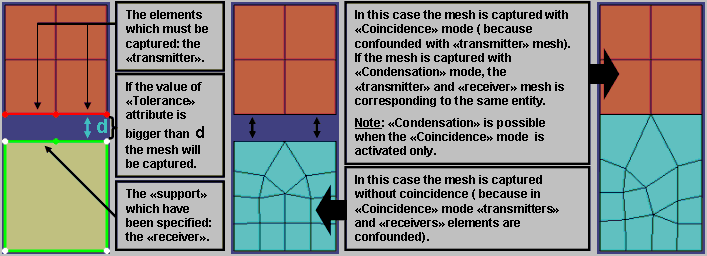 The elements
which must be
captured: the
«transmitter».
If the value of
«Tolerance»
attribute is
bigger than d
the mesh will
be captured.
The «support»
which have
been specified:
the «receiver».
d
In this case the mesh is captured with
«Coincidence» mode ( because
confounded with «transmitter» mesh).
If the mesh is captured with
«Condensation» mode, the
«transmitter» and «receiver» mesh is
corresponding to the same entity.
Note: «Condensation» is possible
when the «Coincidence» mode is
activated only.
In this case the mesh is captured
without coincidence ( because in
«Coincidence» mode «transmitters»
and «receivers» elements are
confounded).